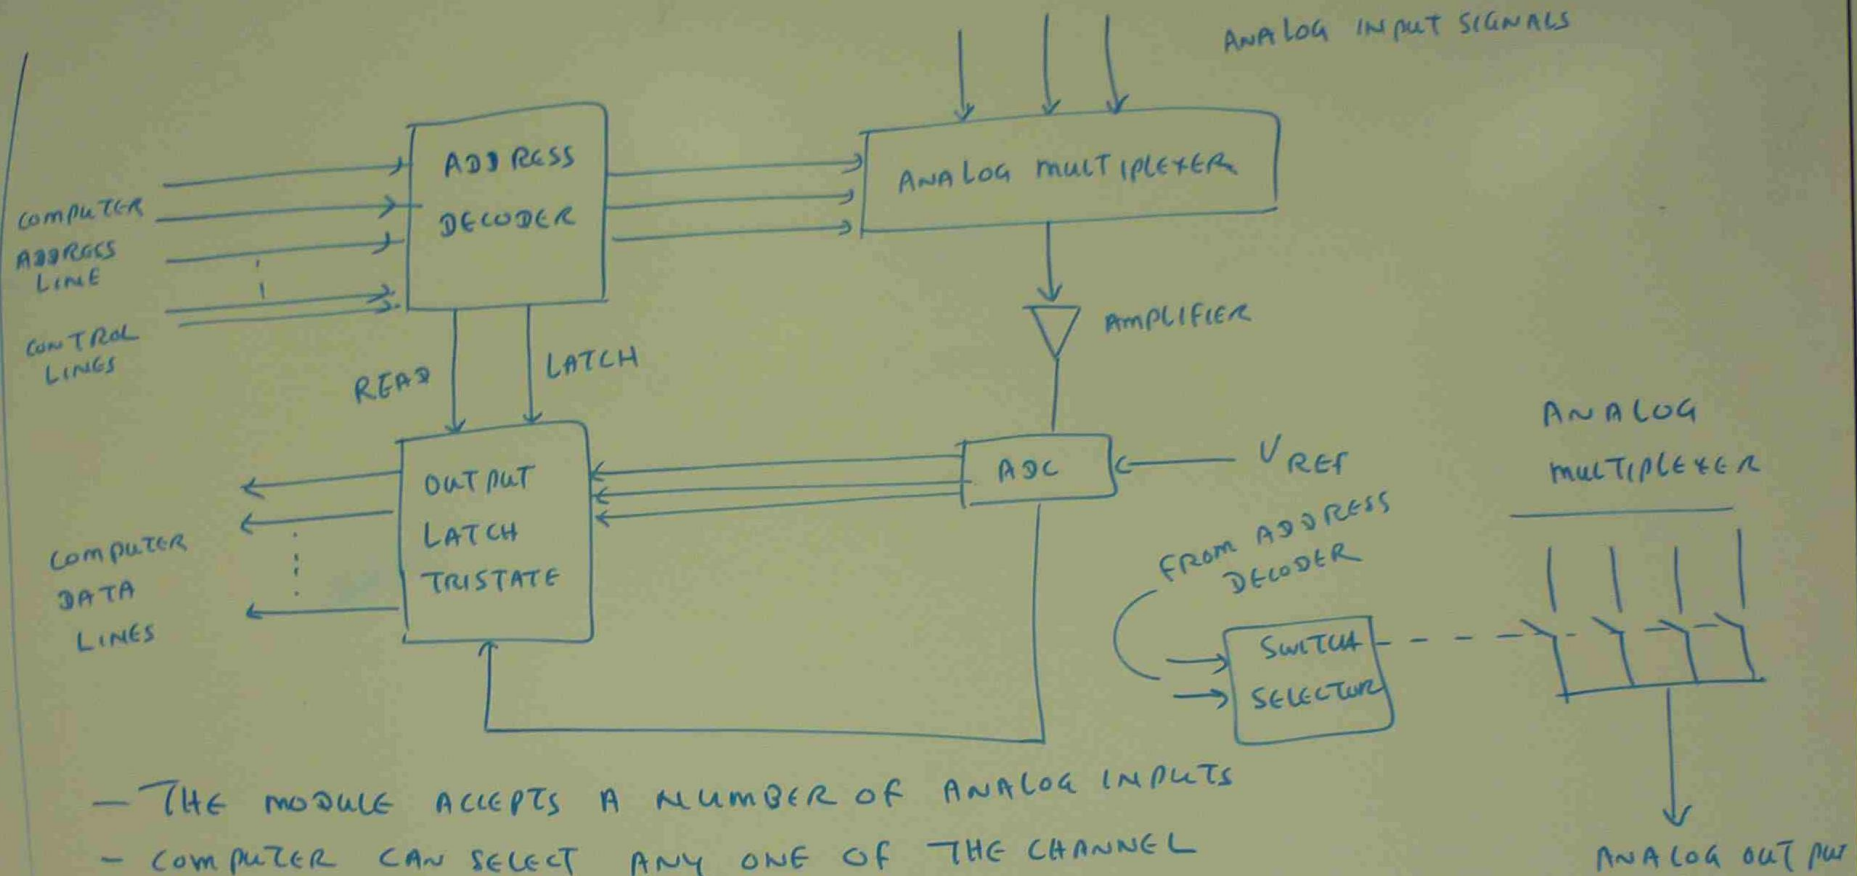 ANALOG INPUT SIGNALS
ADDRESS
DECODER
ANALOG MULTIPLEXER
COMPUTER
ADDRESS
LINE
CONTROL
LINES
READ
LATCH
AMPLIFIER
OUTPUT
LATCH
TRISTATE
ADC
VREF
COMPUTER
DATA
LINES
ANALOG
MULTIPLEXER
FROM ADDRESS
DECODER
SWITCH
SELECTOR
ANALOG OUTPUT
- THE MODULE ACCEPTS A NUMBER OF ANALOG INPUTS
- COMPUTER CAN SELECT ANY ONE OF THE CHANNEL